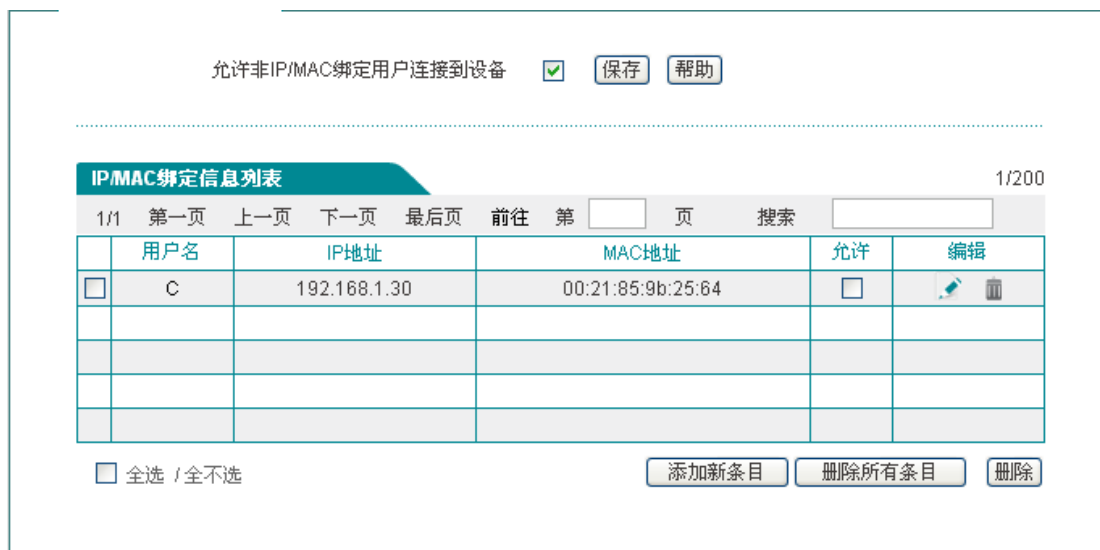 允许非IP/MAC绑定用户连接到设备 保存 帮助
IP/MAC绑定信息列表 1/200
1/1 第一页 上一页 下一页 最后页 前往 第 页 搜索
用户名 IP地址 MAC地址 允许 编辑
C 192.168.1.30 00:21:85:9b:25:64
全选 / 全不选 添加新条目 删除所有条目 删除